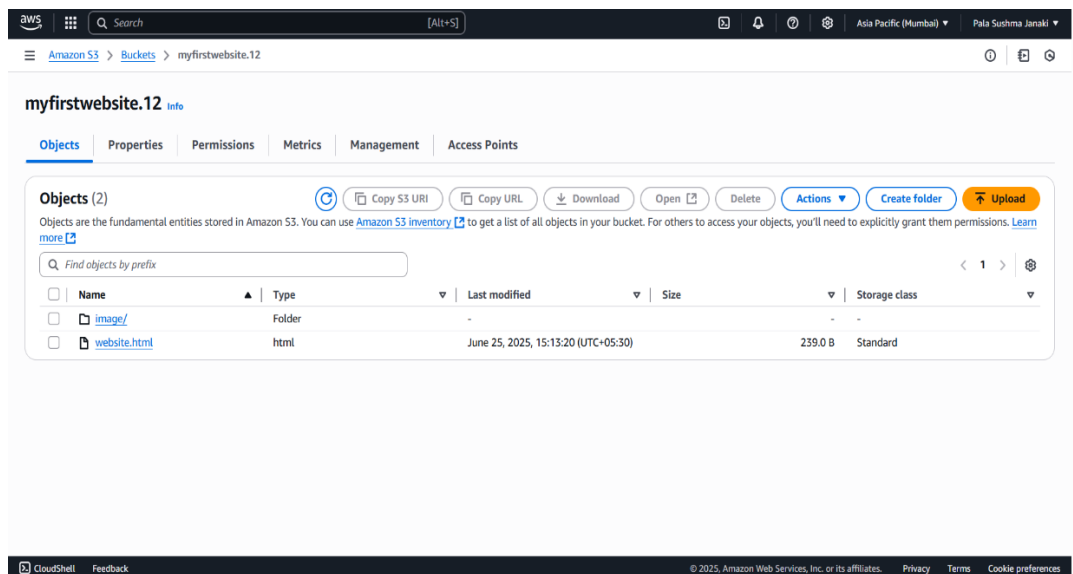 aws Search [Alt+S] Asia Pacific (Mumbai) ▼ Pala Sushma Janaki ▼
Amazon S3 > Buckets > myfirstwebsite.12
myfirstwebsite.12 Info
Objects Properties Permissions Metrics Management Access Points
Objects (2) Copy S3 URI Copy URL Download Open Delete Actions ▼ Create folder Upload
Objects are the fundamental entities stored in Amazon S3. You can use Amazon S3 inventory to get a list of all objects in your bucket. For others to access your objects, you'll need to explicitly grant them permissions. Learn
more
Find objects by prefix < 1 >
Name Type Last modified Size Storage class
image/ Folder - - -
website.html html June 25, 2025, 15:13:20 (UTC+05:30) 239.0 B Standard
CloudShell Feedback © 2025, Amazon Web Services, Inc. or its affiliates. Privacy Terms Cookie preferences